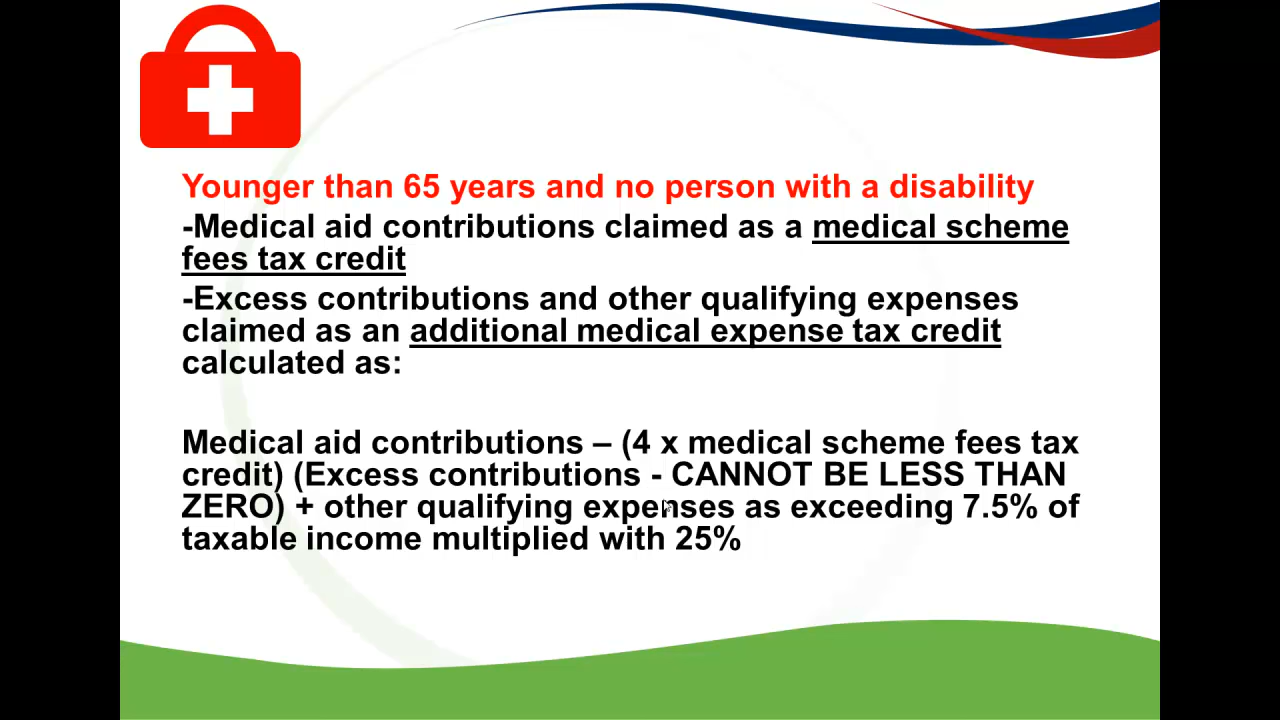 Younger than 65 years and no person with a disability
-Medical aid contributions claimed as a medical scheme
fees tax credit
-Excess contributions and other qualifying expenses
claimed as an additional medical expense tax credit
calculated as:
Medical aid contributions – (4 x medical scheme fees tax
credit) (Excess contributions - CANNOT BE LESS THAN
ZERO) + other qualifying expenses as exceeding 7.5% of
taxable income multiplied with 25%